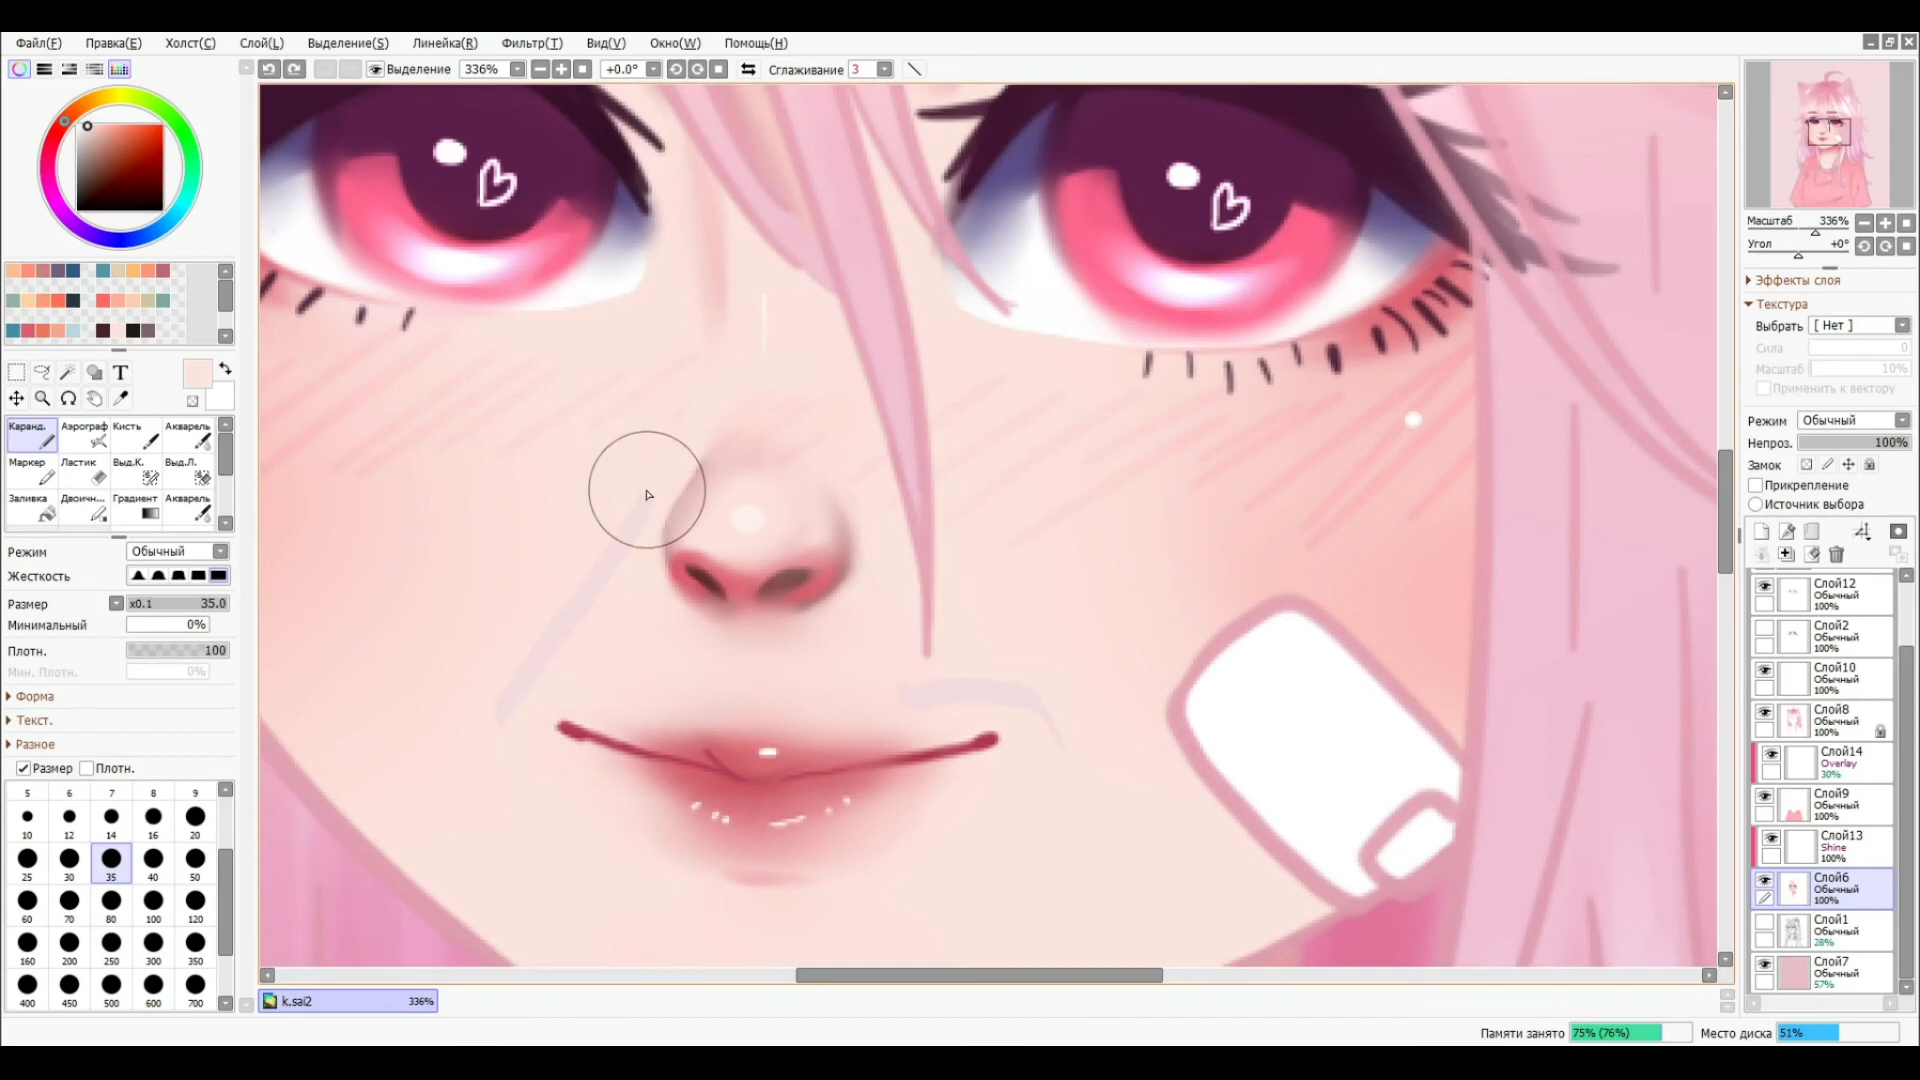 Файл(F) Правка(E) Холст(C) Слой(L) Выделение(S) Линейка(R) Фильтр(T) Вид(V) Окно(W) Помощь(H)
Выделение 336% +0.0° Сглаживание 3
Масштаб 336%
Угол +0°
Эффекты слоя
Текстура
Выбрать [ Нет ]
Сила 0
Масштаб 10%
Применить к вектору
Режим Обычный
Непроз. 100%
Замок
Прикрепление
Источник выбора
T
Каранд. Аэрограф Кисть Акварель
Маркер Ластик Выд.К. Выд.Л.
Заливка Двоичн... Градиент Акварель
Режим Обычный
Жесткость
Размер x0.1 35.0
Минимальный 0%
Плотн. 100
Мин. Плотн. 0%
Форма
Текст.
Разное
Размер Плотн.
5 6 7 8 9
10 12 14 16 20
25 30 35 40 50
60 70 80 100 120
160 200 250 300 350
400 450 500 600 700
Слой12
Обычный
100%
Слой2
Обычный
100%
Слой10
Обычный
100%
Слой8
Обычный
100%
Слой14
Overlay
30%
Слой9
Обычный
100%
Слой13
Shine
100%
Слой6
Обычный
100%
Слой1
Обычный
28%
Слой7
Обычный
57%
k.sai2 336%
Памяти занято 75% (76%) Место диска 51%